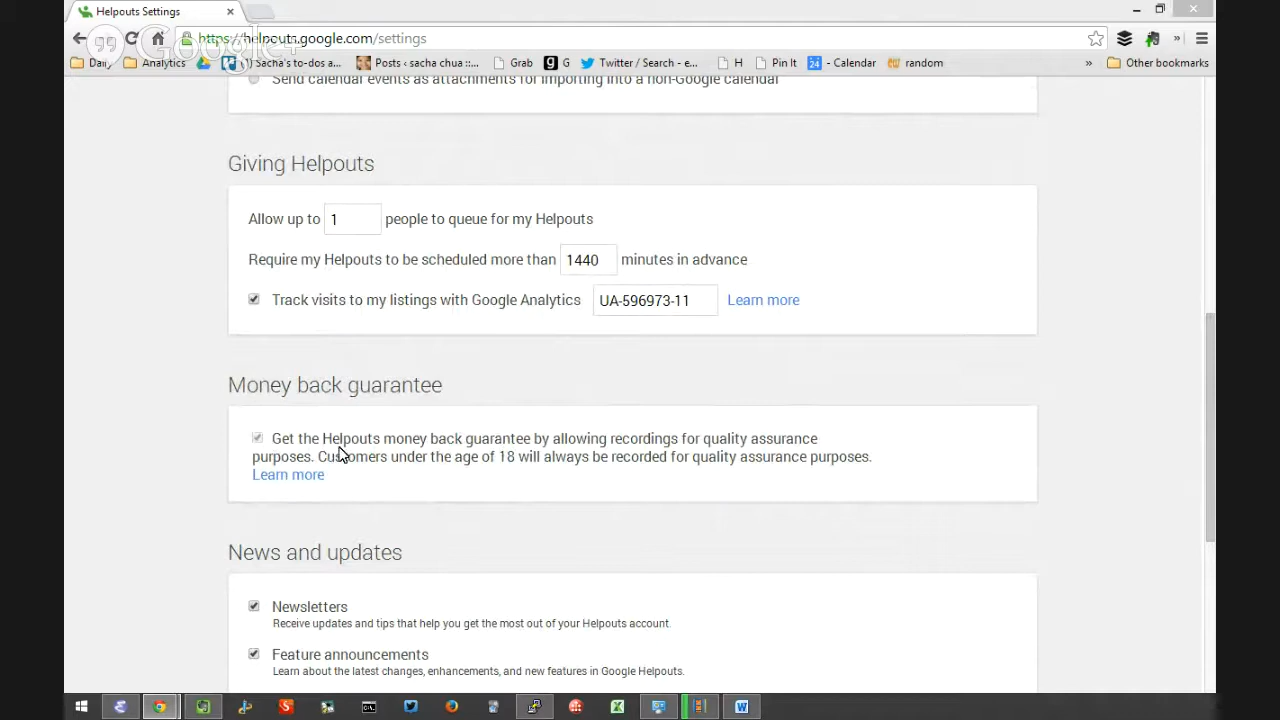 Helpouts Settings
https://helpouts.google.com/settings
Google+
Daily
Analytics
Sacha's to-dos a...
Posts ‹ sacha chua ::...
Grab
G
Twitter / Search - e...
H
Pin It
24
- Calendar
random
»
Other bookmarks
Send calendar events as attachments for importing into a non-Google calendar
Giving Helpouts
Allow up to 1 people to queue for my Helpouts
Require my Helpouts to be scheduled more than 1440 minutes in advance
Track visits to my listings with Google Analytics UA-596973-11 Learn more
Money back guarantee
Get the Helpouts money back guarantee by allowing recordings for quality assurance
purposes. Customers under the age of 18 will always be recorded for quality assurance purposes.
Learn more
News and updates
Newsletters
Receive updates and tips that help you get the most out of your Helpouts account.
Feature announcements
Learn about the latest changes, enhancements, and new features in Google Helpouts.